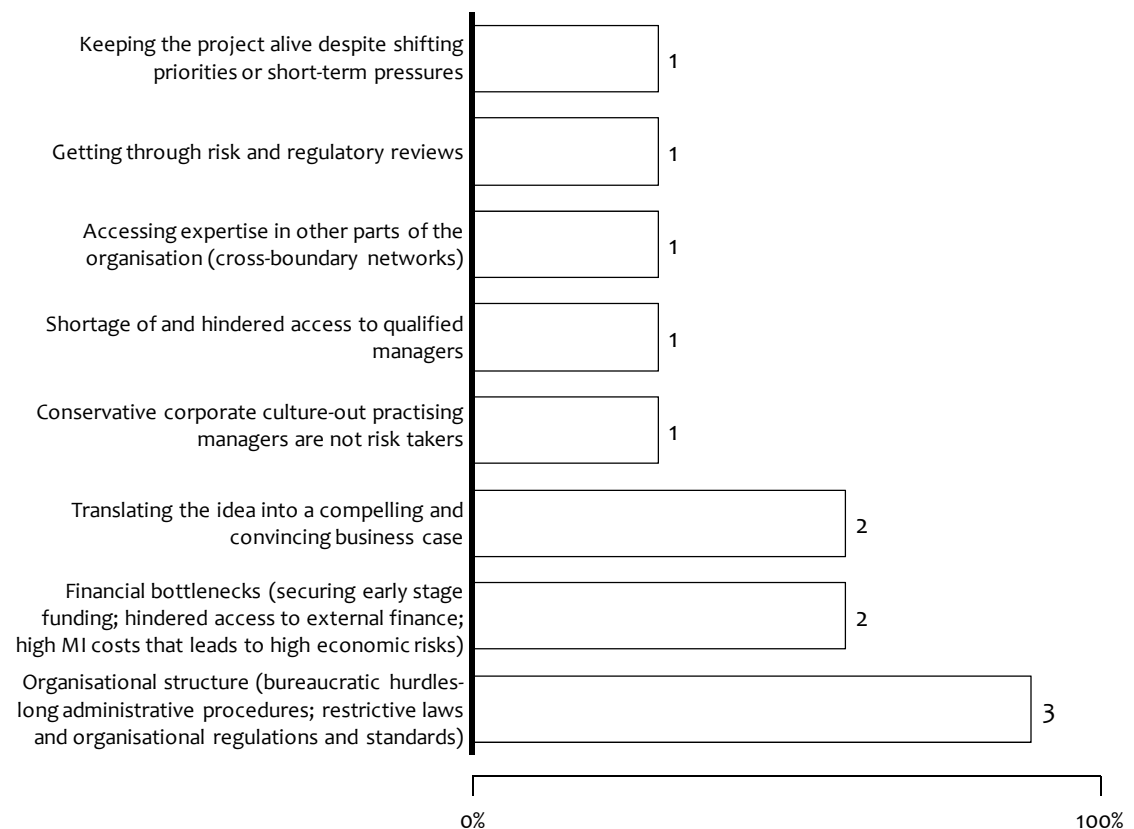 Keeping the project alive despite shifting
priorities or short-term pressures
1
Getting through risk and regulatory reviews
1
Accessing expertise in other parts of the
organisation (cross-boundary networks)
1
Shortage of and hindered access to qualified
managers
1
Conservative corporate culture-out practising
managers are not risk takers
1
Translating the idea into a compelling and
convincing business case
2
Financial bottlenecks (securing early stage
funding; hindered access to external finance;
high MI costs that leads to high economic risks)
2
Organisational structure (bureaucratic hurdles-
long administrative procedures; restrictive laws
and organisational regulations and standards)
3
0%
100%